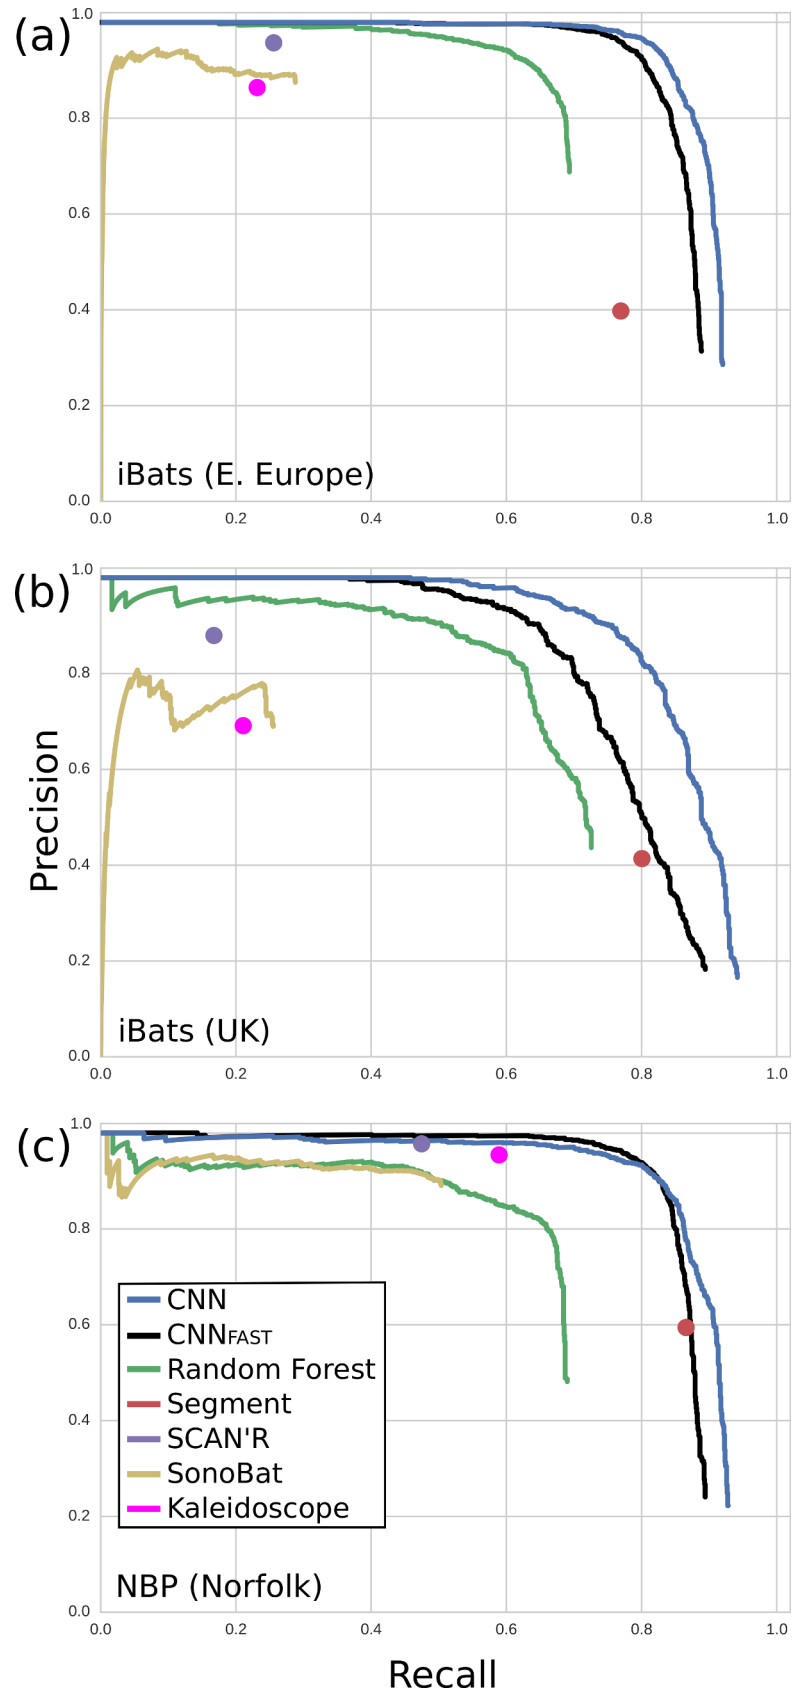 (a)
1.0
0.8
0.6
0.4
0.2
0.0
iBats (E. Europe)
0.0 0.2 0.4 0.6 0.8 1.0
(b)
1.0
0.8
0.6
0.4
0.2
0.0
Precision
iBats (UK)
0.0 0.2 0.4 0.6 0.8 1.0
(c)
1.0
0.8
0.6
0.4
0.2
0.0
CNN
CNNFAST
Random Forest
Segment
SCAN'R
SonoBat
Kaleidoscope
NBP (Norfolk)
0.0 0.2 0.4 0.6 0.8 1.0
Recall